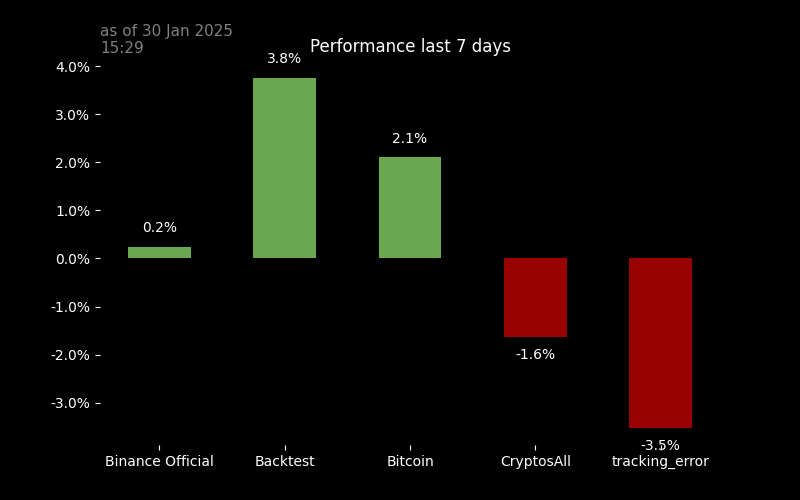 as of 30 Jan 2025
15:29
Performance last 7 days
4.0%
3.0%
2.0%
1.0%
0.0%
-1.0%
-2.0%
-3.0%
0.2%
3.8%
2.1%
-1.6%
-3.5%
Binance Official
Backtest
Bitcoin
CryptosAll
tracking_error